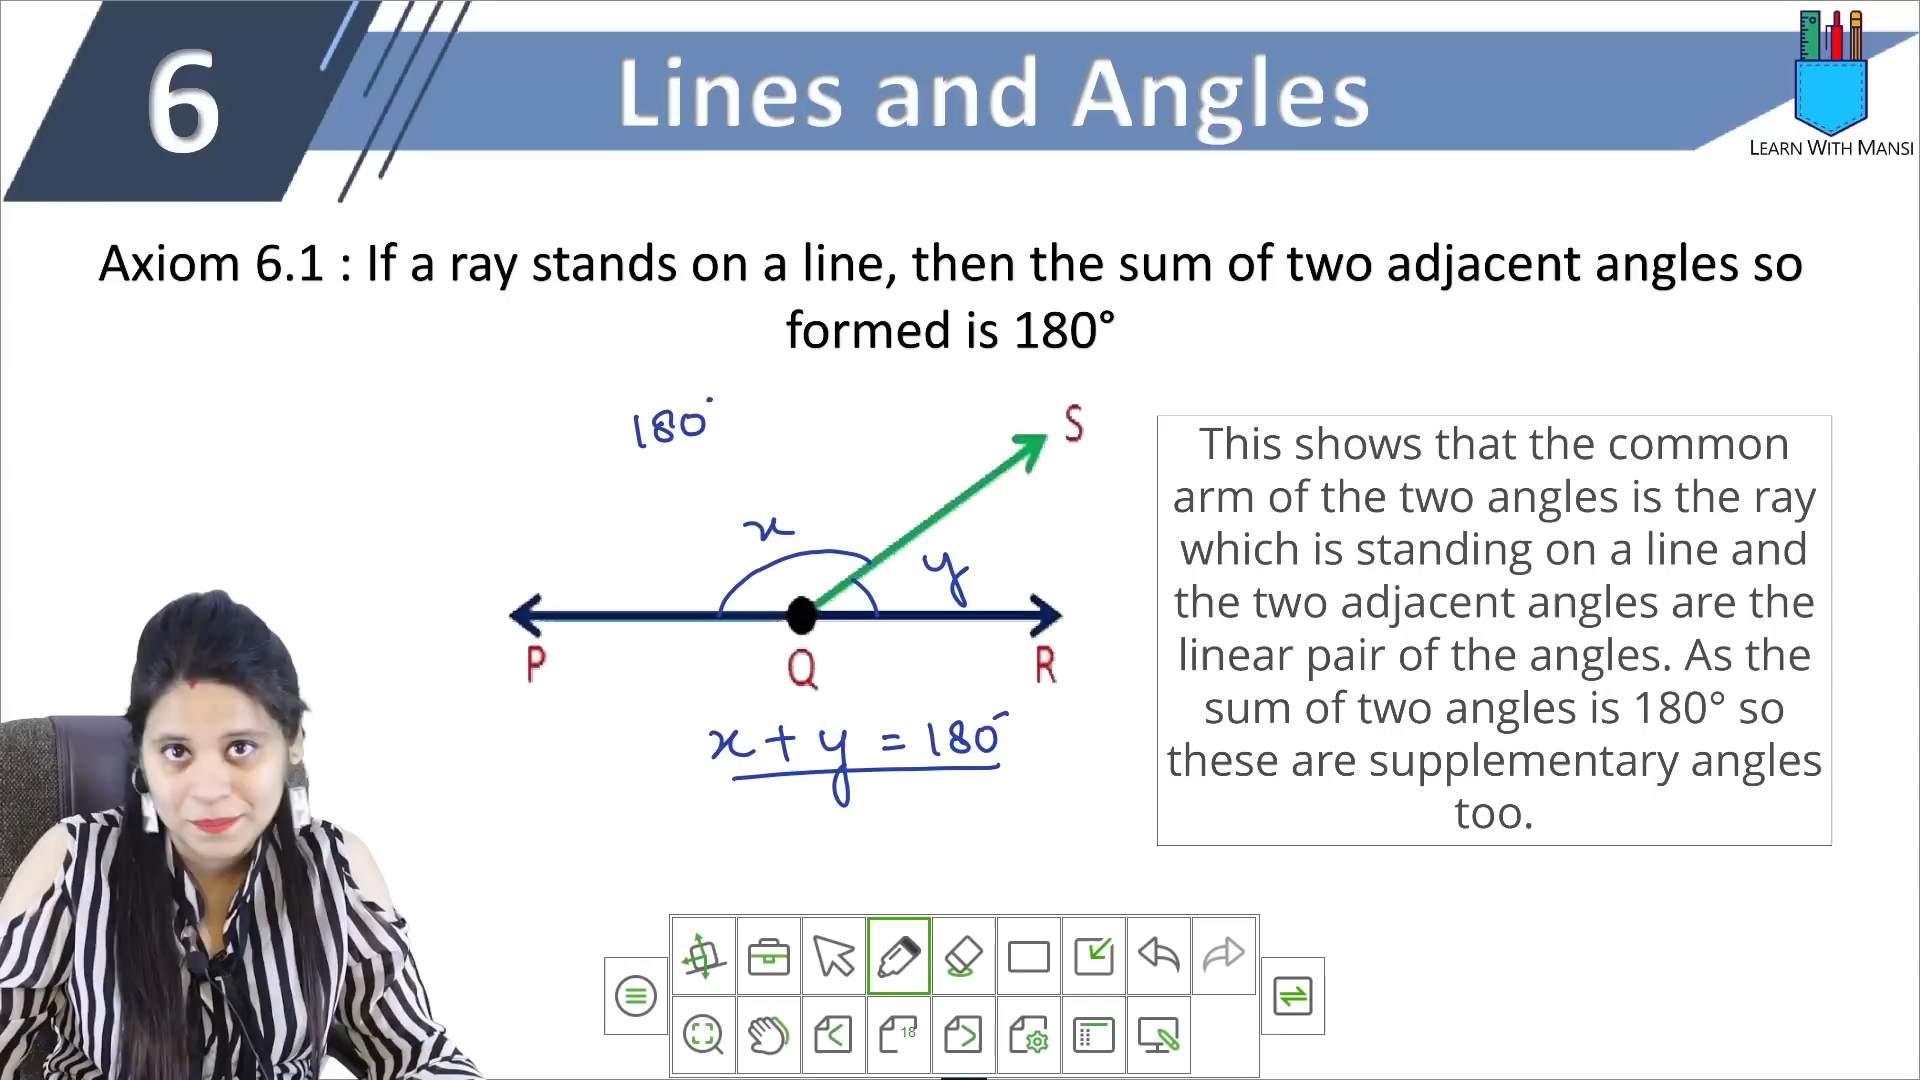 6
Lines and Angles
LEARN WITH MANSI
Axiom 6.1 : If a ray stands on a line, then the sum of two adjacent angles so
formed is 180°
180°
S
x
y
P
Q
R
x + y = 180°
This shows that the common
arm of the two angles is the ray
which is standing on a line and
the two adjacent angles are the
linear pair of the angles. As the
sum of two angles is 180° so
these are supplementary angles
too.
18